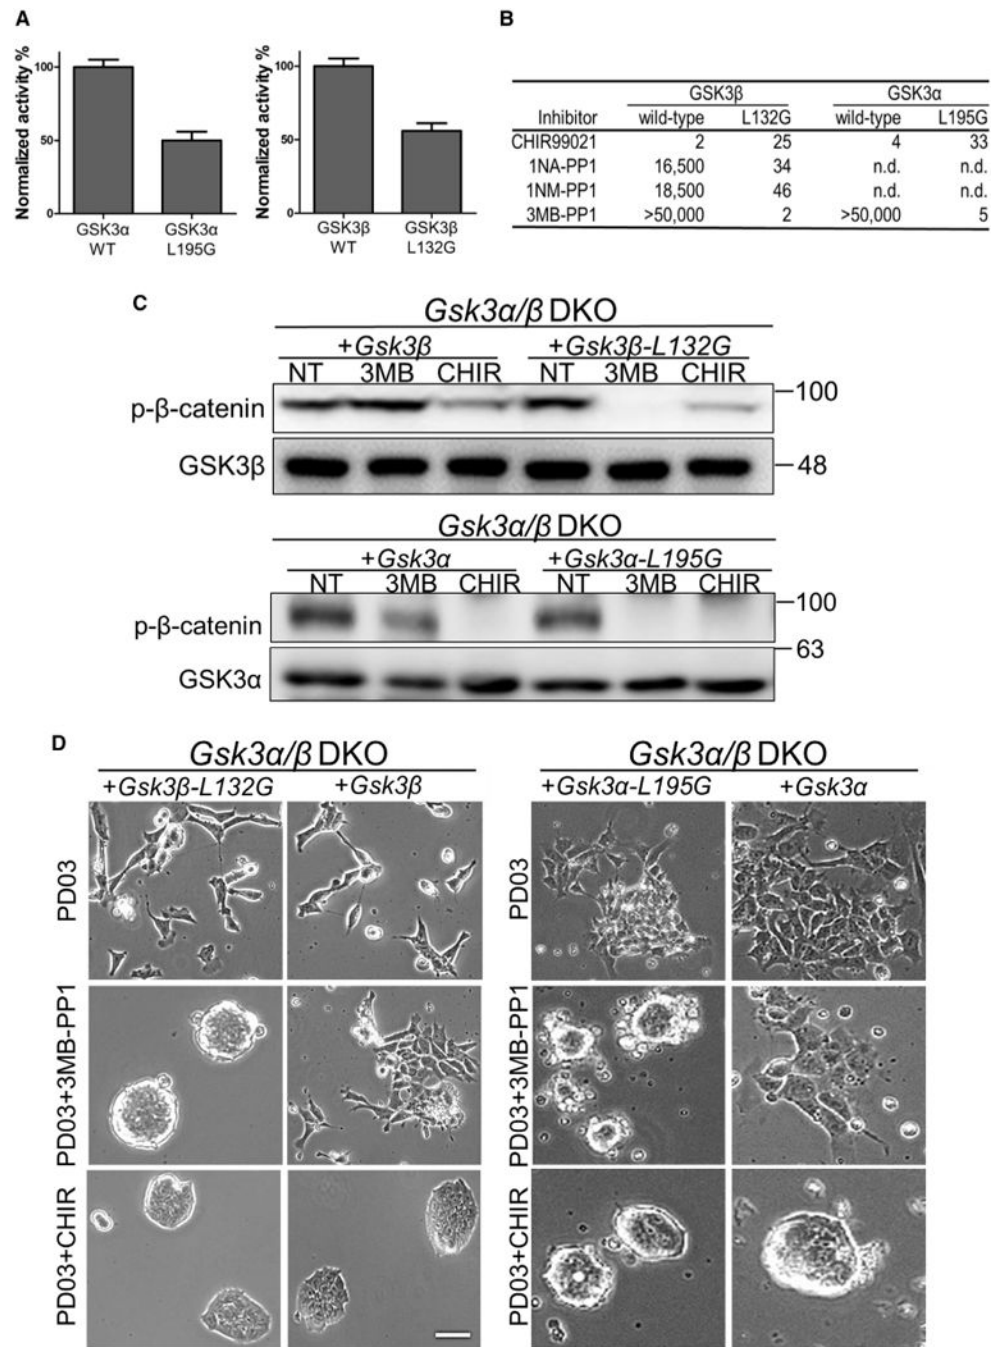 A
Normalized activity %
100
50
0
GSK3α WT
GSK3α L195G
Normalized activity %
100
50
0
GSK3β WT
GSK3β L132G
B
GSK3β GSK3α
Inhibitor wild-type L132G wild-type L195G
CHIR99021 2 25 4 33
1NA-PP1 16,500 34 n.d. n.d.
1NM-PP1 18,500 46 n.d. n.d.
3MB-PP1 >50,000 2 >50,000 5
C
Gsk3α/β DKO
+Gsk3β +Gsk3β-L132G
NT 3MB CHIR NT 3MB CHIR
p-β-catenin 100
GSK3β 48
Gsk3α/β DKO
+Gsk3α +Gsk3α-L195G
NT 3MB CHIR NT 3MB CHIR
p-β-catenin 100
63
GSK3α
D
Gsk3α/β DKO
+Gsk3β-L132G +Gsk3β
PD03
PD03+3MB-PP1
PD03+CHIR
Gsk3α/β DKO
+Gsk3α-L195G +Gsk3α
PD03
PD03+3MB-PP1
PD03+CHIR